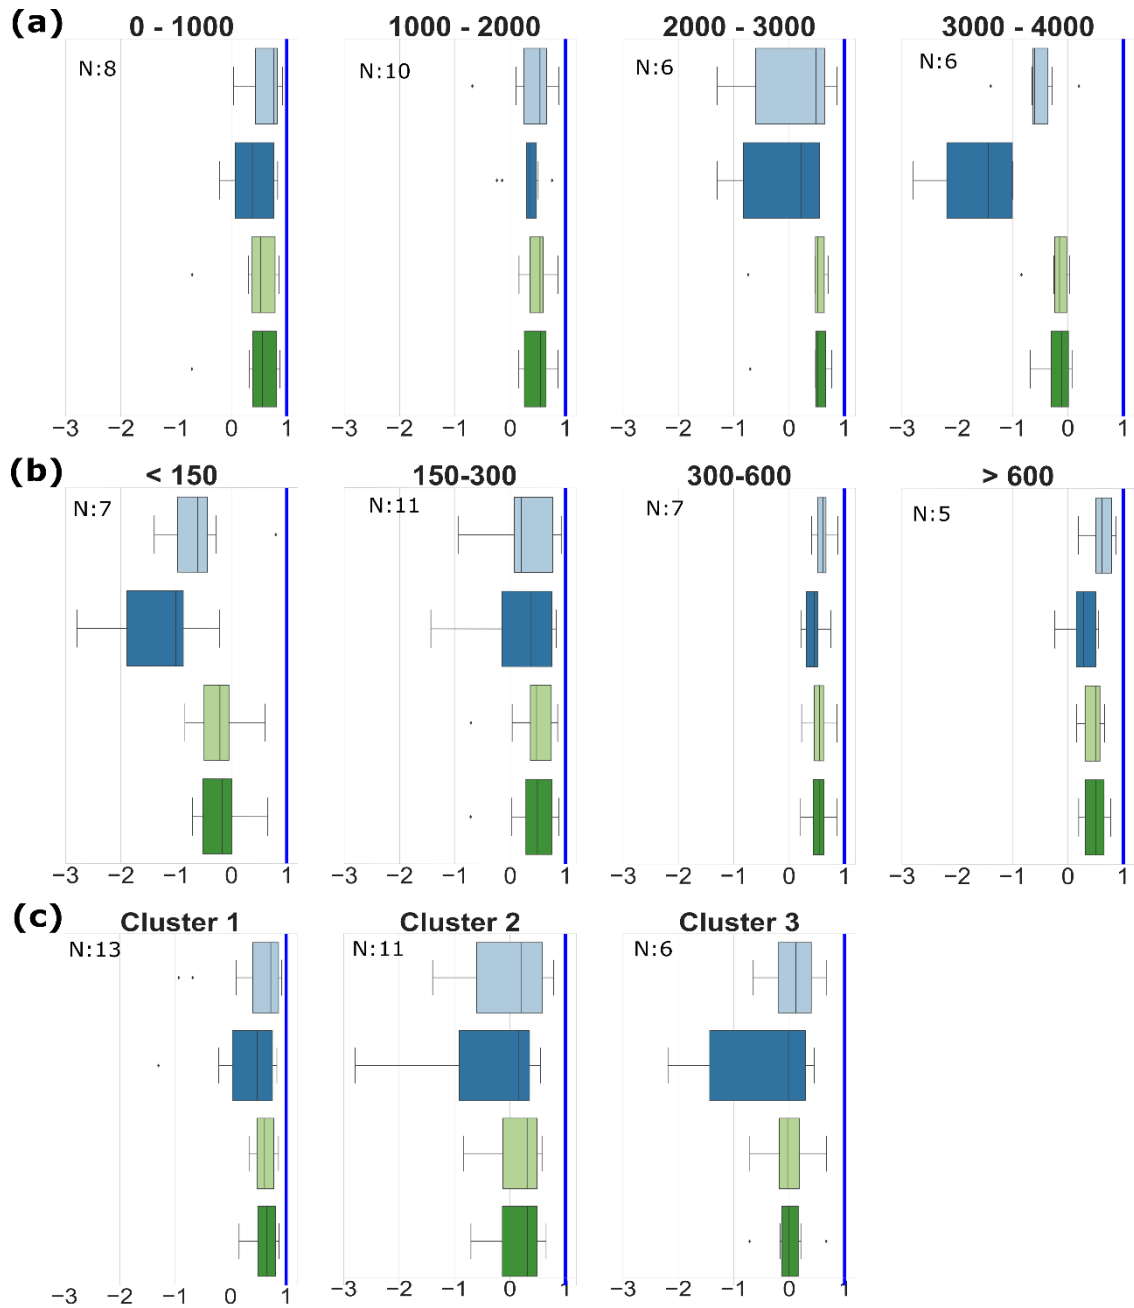 (a)
0 - 1000 1000 - 2000 2000 - 3000 3000 - 4000
N:8 N:10 N:6 N:6
−3 −2 −1 0 1 −3 −2 −1 0 1 −3 −2 −1 0 1 −3 −2 −1 0 1
(b)
< 150 150-300 300-600 > 600
N:7 N:11 N:7 N:5
−3 −2 −1 0 1 −3 −2 −1 0 1 −3 −2 −1 0 1 −3 −2 −1 0 1
(c)
Cluster 1 Cluster 2 Cluster 3
N:13 N:11 N:6
−3 −2 −1 0 1 −3 −2 −1 0 1 −3 −2 −1 0 1